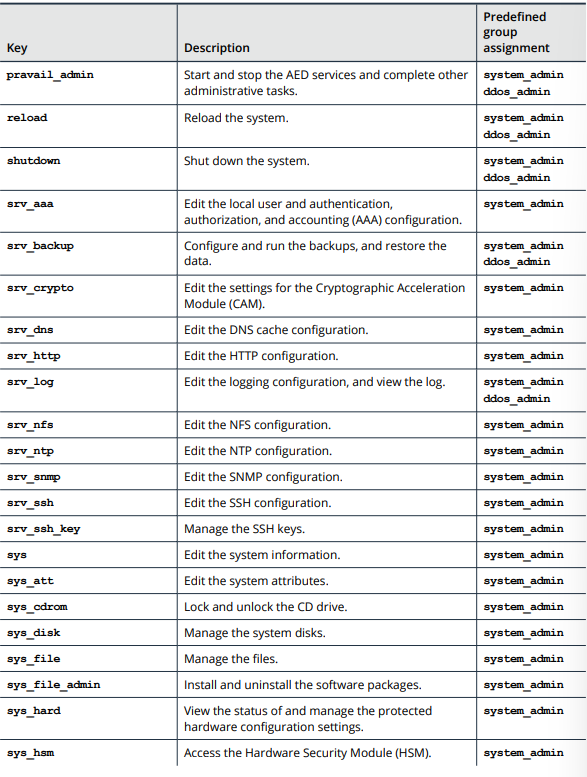 Key Description Predefined
group
assignment
pravail_admin Start and stop the AED services and complete other system_admin
administrative tasks. ddos_admin
reload Reload the system. system_admin
ddos_admin
shutdown Shut down the system. system_admin
ddos_admin
srv_aaa Edit the local user and authentication, system_admin
authorization, and accounting (AAA) configuration.
srv_backup Configure and run the backups, and restore the system_admin
data. ddos_admin
srv_crypto Edit the settings for the Cryptographic Acceleration system_admin
Module (CAM).
srv_dns Edit the DNS cache configuration. system_admin
srv_http Edit the HTTP configuration. system_admin
srv_log Edit the logging configuration, and view the log. system_admin
ddos_admin
srv_nfs Edit the NFS configuration. system_admin
srv_ntp Edit the NTP configuration. system_admin
srv_snmp Edit the SNMP configuration. system_admin
srv_ssh Edit the SSH configuration. system_admin
srv_ssh_key Manage the SSH keys. system_admin
sys Edit the system information. system_admin
sys_att Edit the system attributes. system_admin
sys_cdrom Lock and unlock the CD drive. system_admin
sys_disk Manage the system disks. system_admin
sys_file Manage the files. system_admin
sys_file_admin Install and uninstall the software packages. system_admin
sys_hard View the status of and manage the protected system_admin
hardware configuration settings.
sys_hsm Access the Hardware Security Module (HSM). system_admin